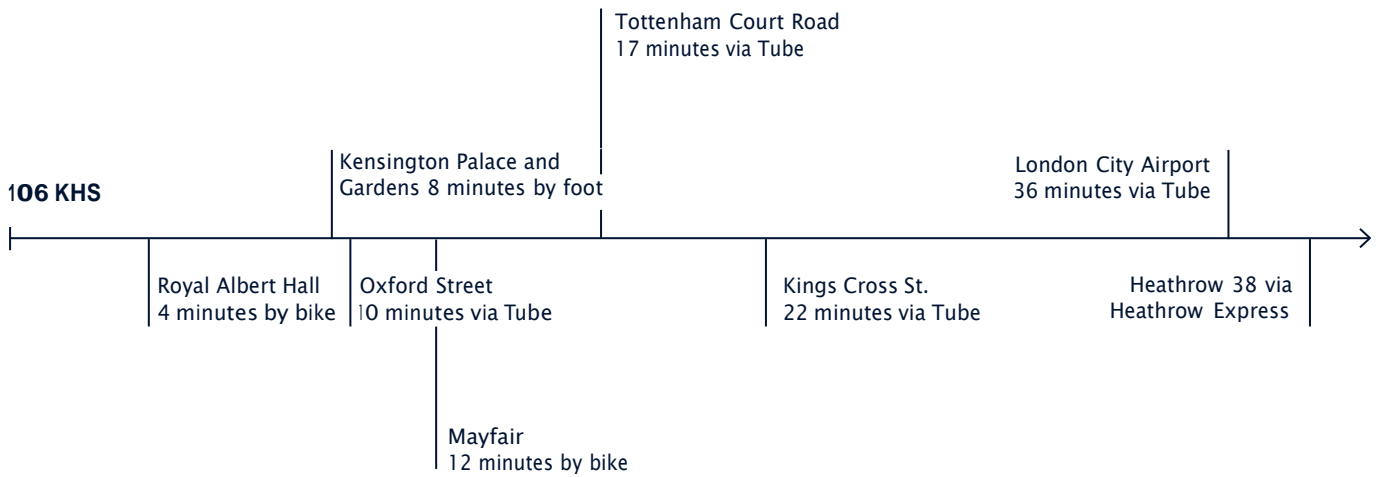 Tottenham Court Road
17 minutes via Tube
Kensington Palace and
Gardens 8 minutes by foot
London City Airport
36 minutes via Tube
106 KHS
Royal Albert Hall
4 minutes by bike
Oxford Street
10 minutes via Tube
Kings Cross St.
22 minutes via Tube
Heathrow 38 via
Heathrow Express
Mayfair
12 minutes by bike